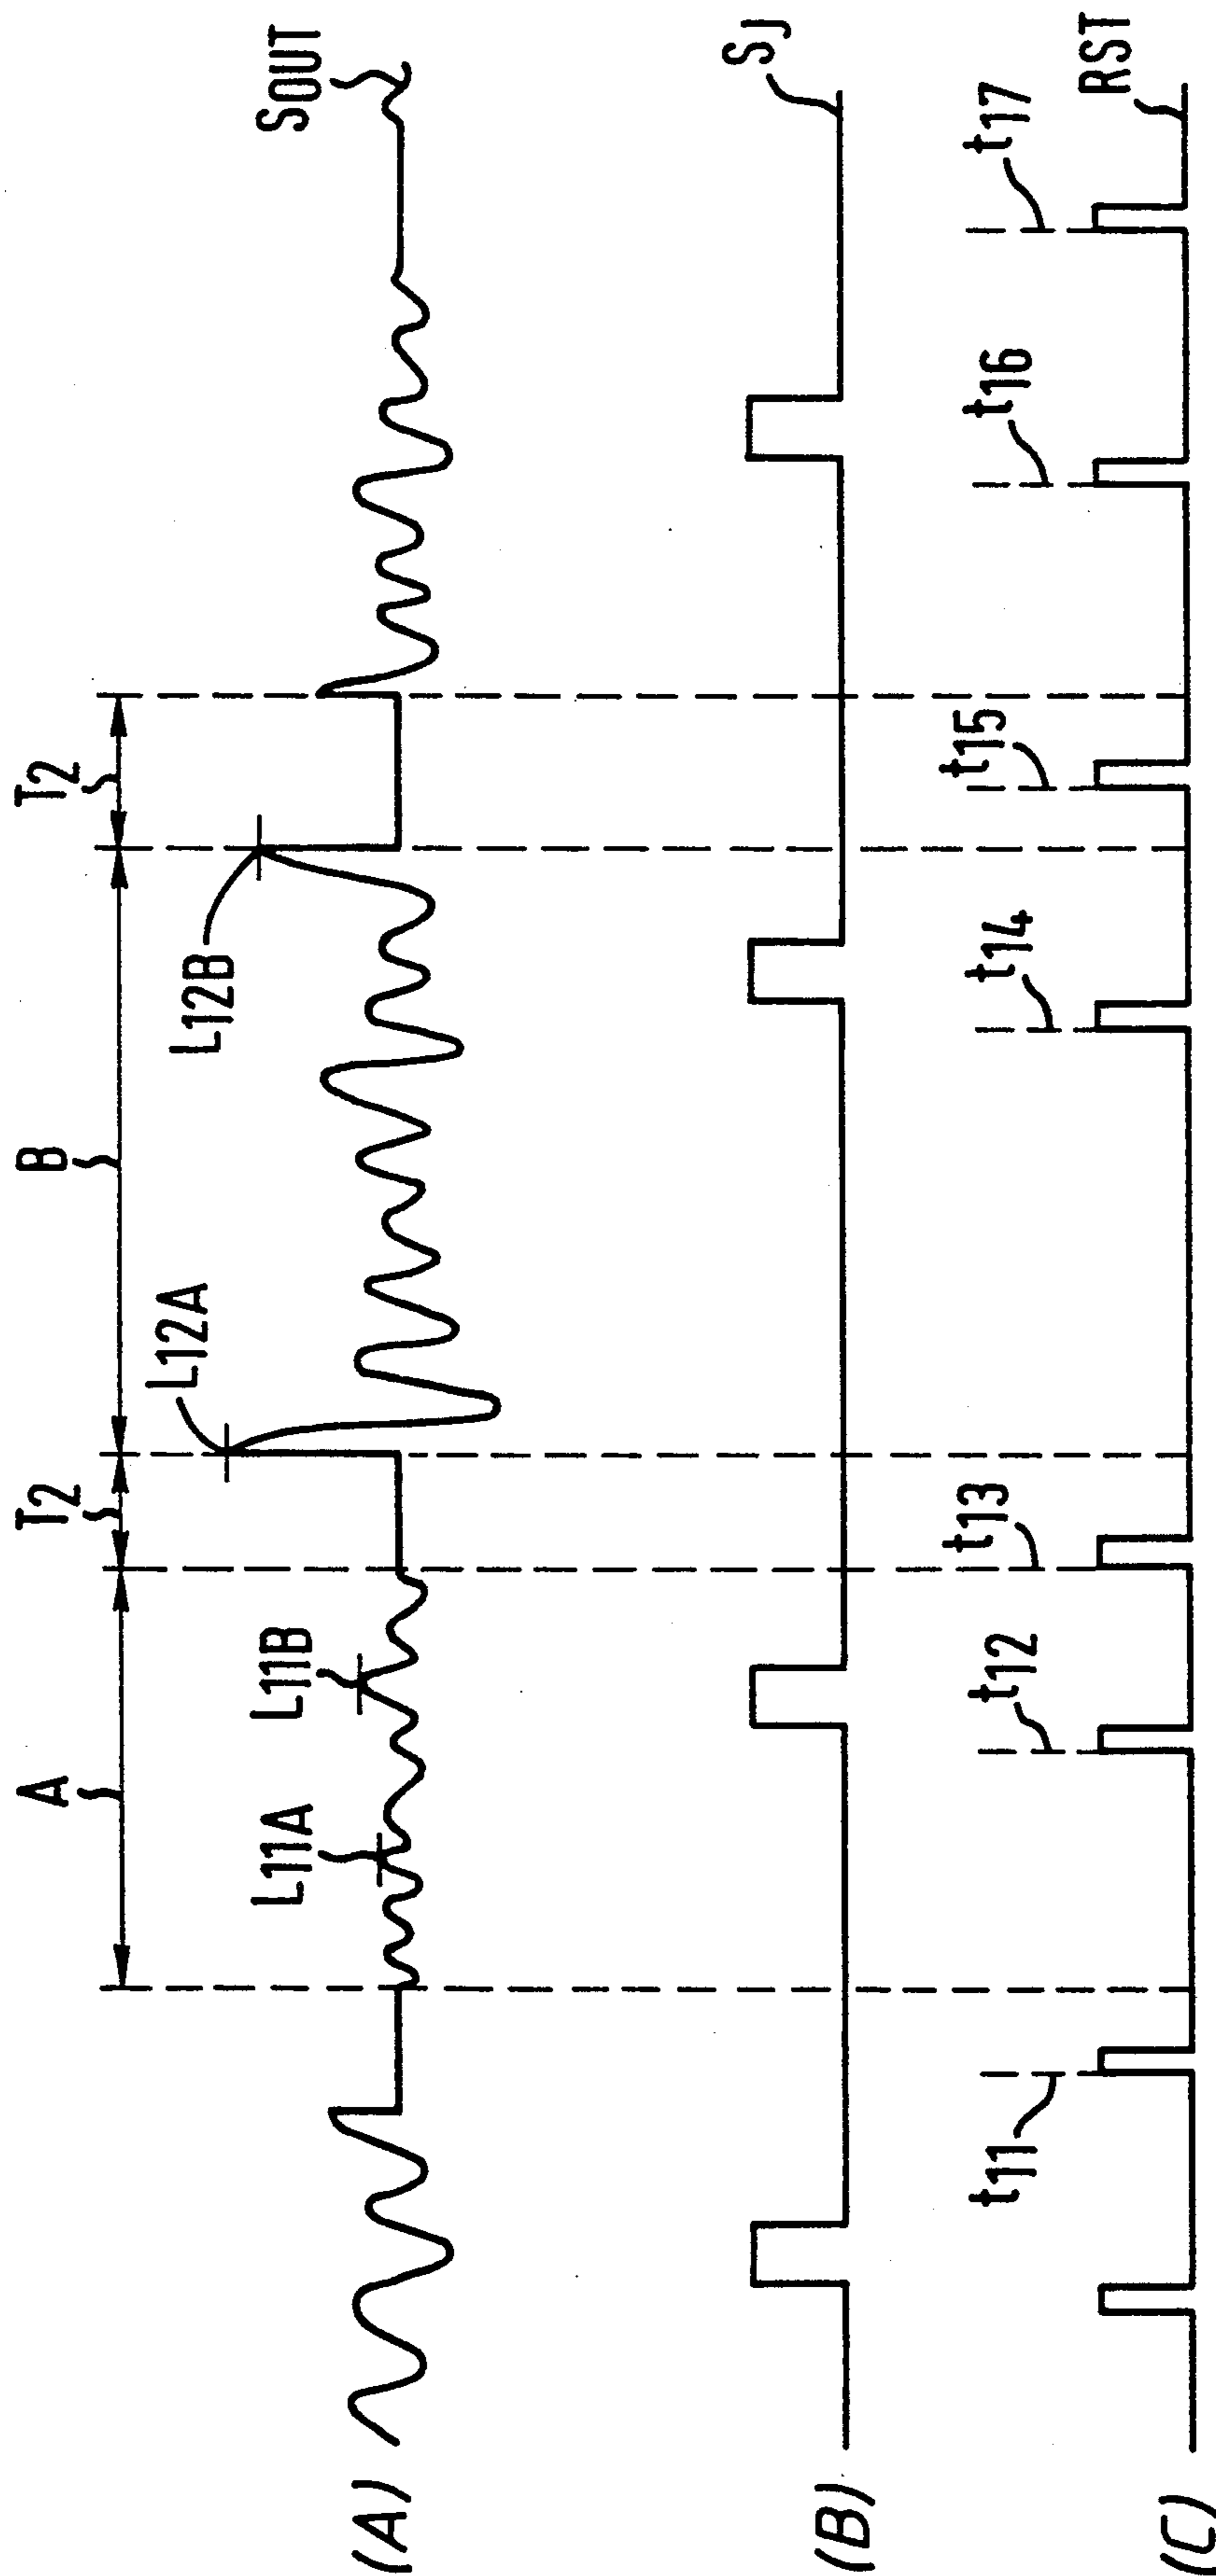 A
T2
B
T2
(A)
L11A
L11B
L12A
L12B
SOUT
(B)
SJ
(C)
t11
t12
t13
t14
t15
t16
t17
RST